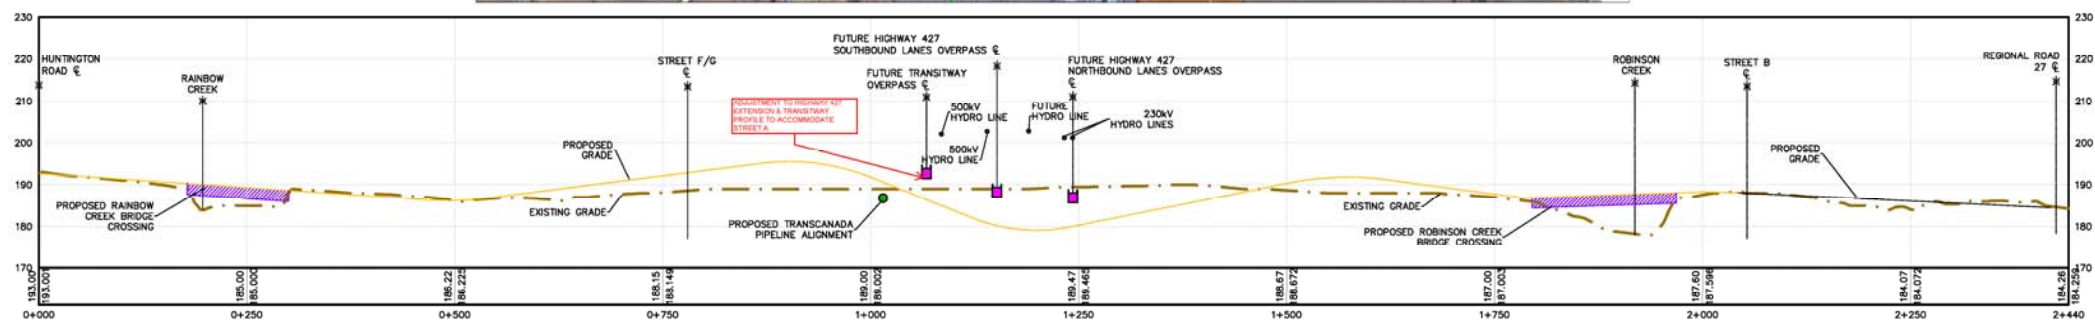 230
220
210
200
190
180
170
HUNTINGTON
ROAD ℄
RAINBOW
CREEK
PROPOSED RAINBOW
CREEK BRIDGE
CROSSING
EXISTING GRADE
PROPOSED
GRADE
STREET F/G
℄
ADJUSTMENT TO HIGHWAY 427
EXTENSION & TRANSITWAY
PROFILE TO ACCOMMODATE
STREET A
PROPOSED TRANSCANADA
PIPELINE ALIGNMENT
FUTURE HIGHWAY 427
SOUTHBOUND LANES OVERPASS ℄
FUTURE TRANSITWAY
OVERPASS ℄
500kV
HYDRO LINE
500kV
HYDRO LINE
FUTURE
HYDRO LINE
FUTURE HIGHWAY 427
NORTHBOUND LANES OVERPASS
℄
230kV
HYDRO LINES
EXISTING GRADE
PROPOSED ROBINSON CREEK
BRIDGE CROSSING
ROBINSON
CREEK
STREET B
℄
PROPOSED
GRADE
REGIONAL ROAD
27 ℄
230
220
210
200
190
180
170
193.00
193.001
185.00
185.000
186.22
186.225
188.15
188.149
189.00
189.002
189.47
189.465
188.67
188.672
187.00
187.003
187.60
187.596
184.07
184.072
184.26
184.259
0+000
0+250
0+500
0+750
1+000
1+250
1+500
1+750
2+000
2+250
2+440